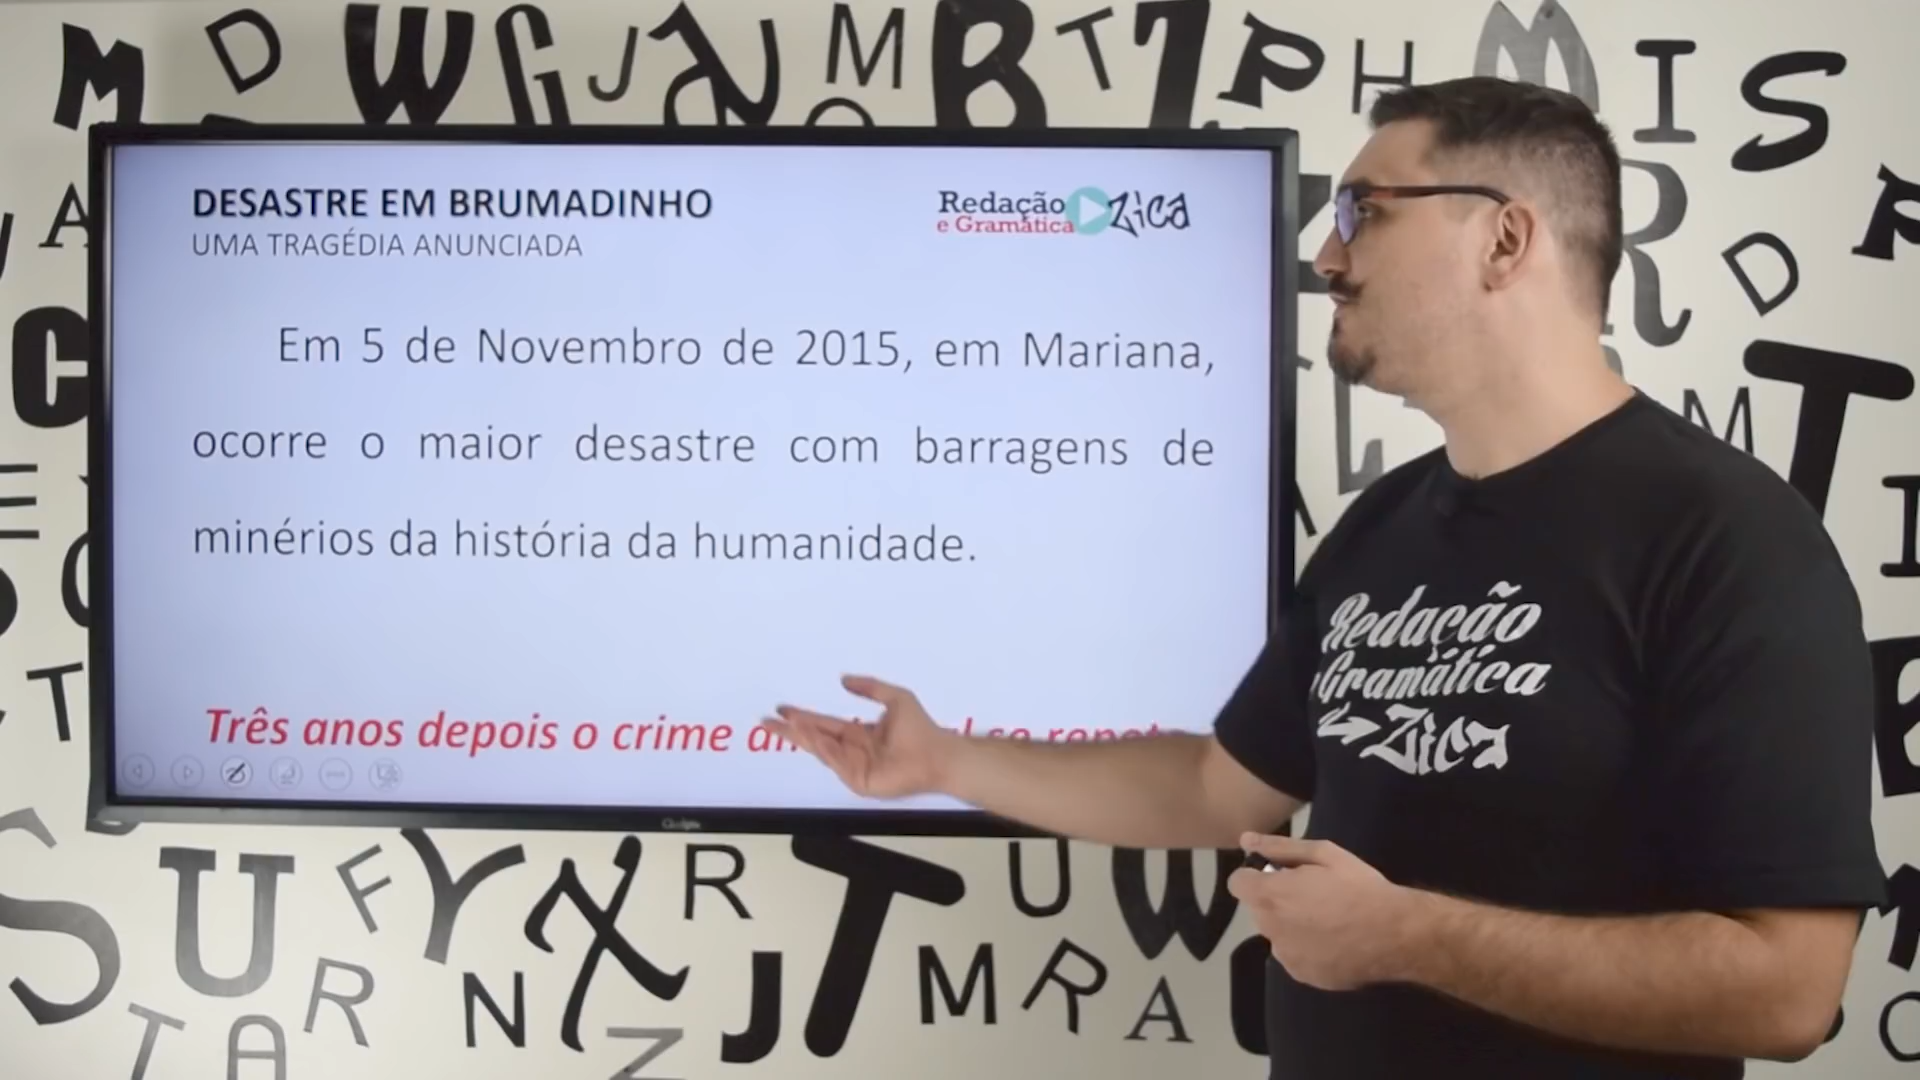 DESASTRE EM BRUMADINHO
UMA TRAGÉDIA ANUNCIADA
Redação
e Gramática
Zica
Em 5 de Novembro de 2015, em Mariana,
ocorre o maior desastre com barragens de
minérios da história da humanidade.
Três anos depois o crime
Redação
Gramática
Zica